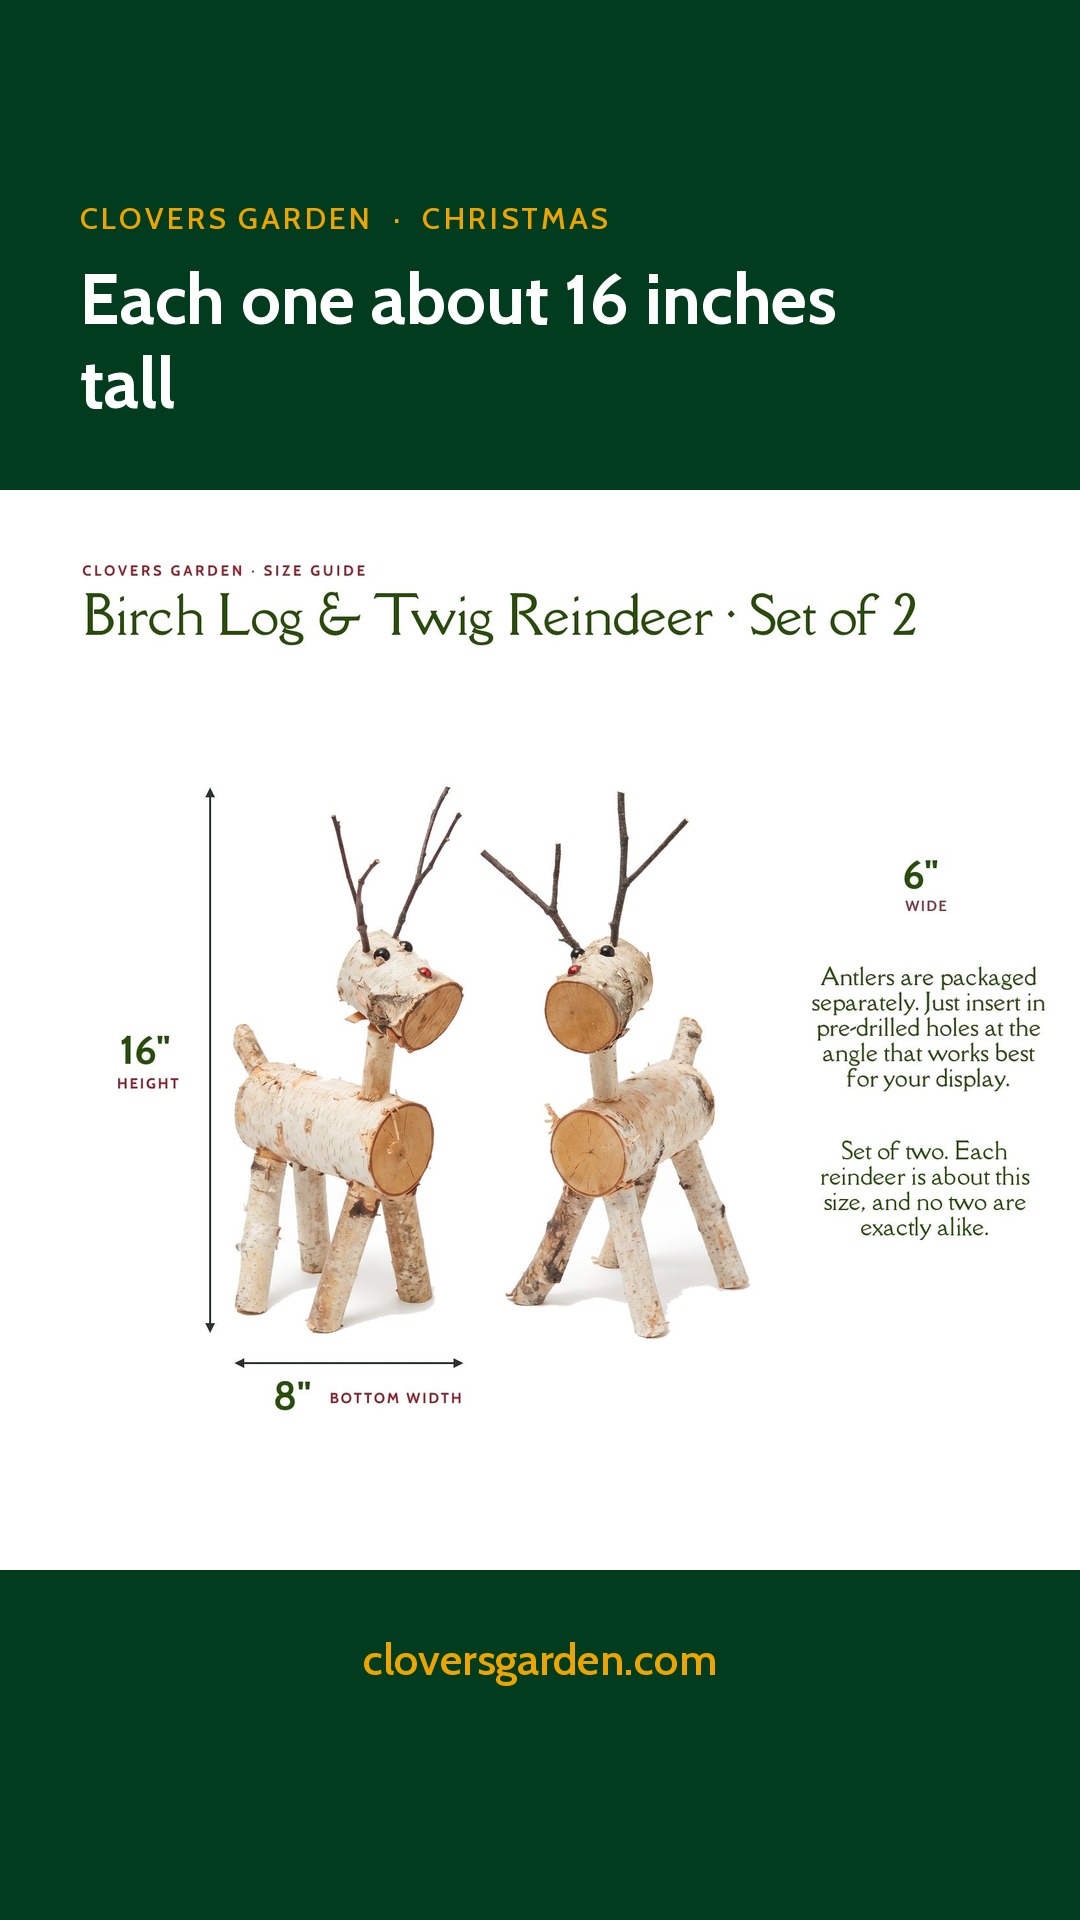 CLOVERS GARDEN · CHRISTMAS
Each one about 16 inches
tall
CLOVERS GARDEN · SIZE GUIDE
Birch Log & Twig Reindeer · Set of 2
16"
HEIGHT
8" BOTTOM WIDTH
6"
WIDE
Antlers are packaged
separately. Just insert in
pre-drilled holes at the
angle that works best
for your display.
Set of two. Each
reindeer is about this
size, and no two are
exactly alike.
cloversgarden.com